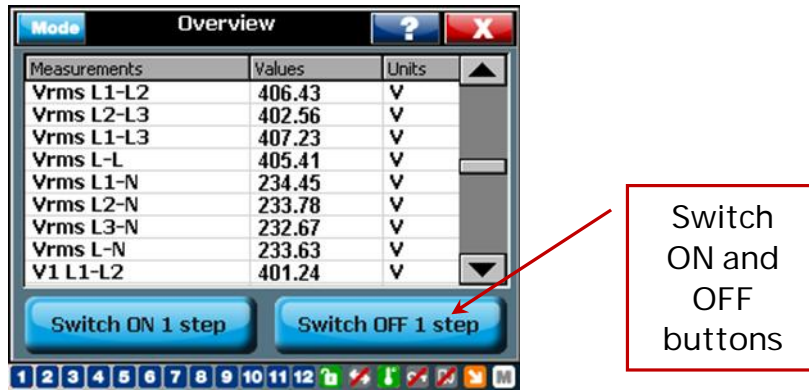 Mode Overview ? X
Measurements Values Units
Vrms L1-L2 406.43 V
Vrms L2-L3 402.56 V
Vrms L1-L3 407.23 V
Vrms L-L 405.41 V
Vrms L1-N 234.45 V
Vrms L2-N 233.78 V
Vrms L3-N 232.67 V
Vrms L-N 233.63 V
V1 L1-L2 401.24 V
Switch ON 1 step Switch OFF 1 step
1 2 3 4 5 6 7 8 9 10 11 12 M
Switch
ON and
OFF
buttons